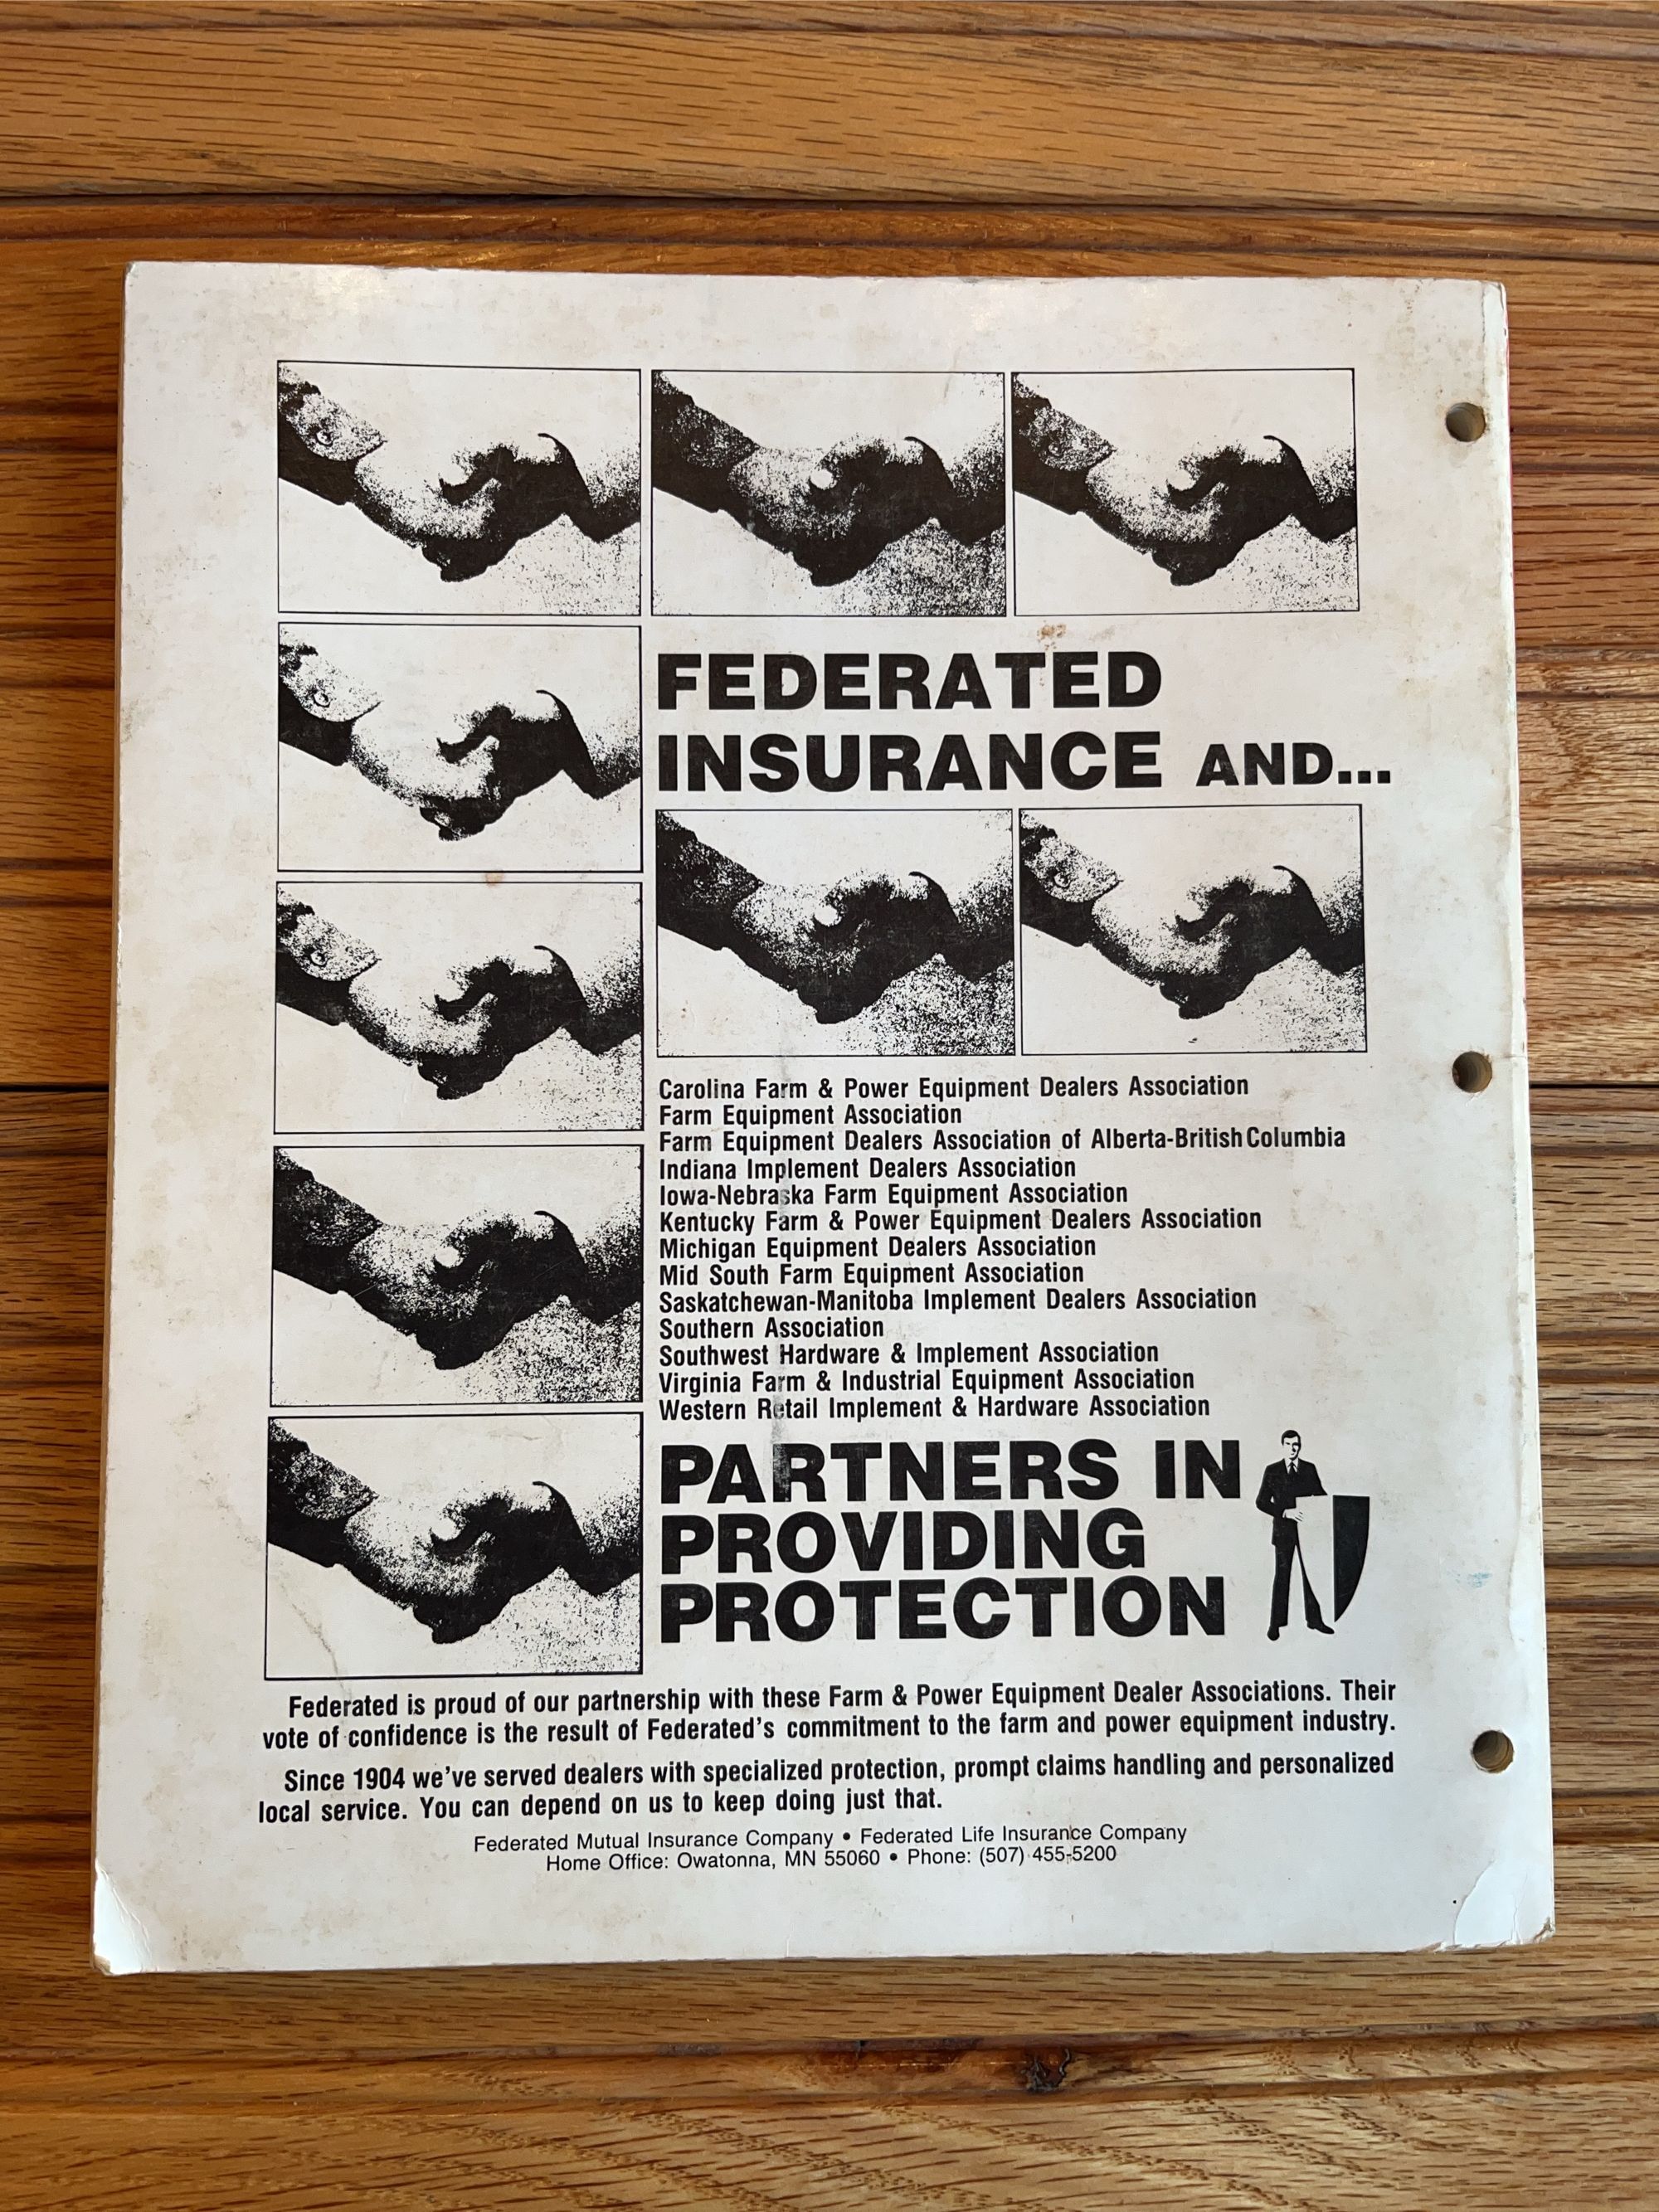 FEDERATED
INSURANCE AND...
Carolina Farm & Power Equipment Dealers Association
Farm Equipment Association
Farm Equipment Dealers Association of Alberta-British Columbia
Indiana Implement Dealers Association
Iowa-Nebraska Farm Equipment Association
Kentucky Farm & Power Equipment Dealers Association
Michigan Equipment Dealers Association
Mid South Farm Equipment Association
Saskatchewan-Manitoba Implement Dealers Association
Southern Association
Southwest Hardware & Implement Association
Virginia Farm & Industrial Equipment Association
Western Retail Implement & Hardware Association
PARTNERS IN
PROVIDING
PROTECTION
Federated is proud of our partnership with these Farm & Power Equipment Dealer Associations. Their
vote of confidence is the result of Federated's commitment to the farm and power equipment industry.
Since 1904 we've served dealers with specialized protection, prompt claims handling and personalized
local service. You can depend on us to keep doing just that.
Federated Mutual Insurance Company • Federated Life Insurance Company
Home Office: Owatonna, MN 55060 • Phone: (507) 455-5200